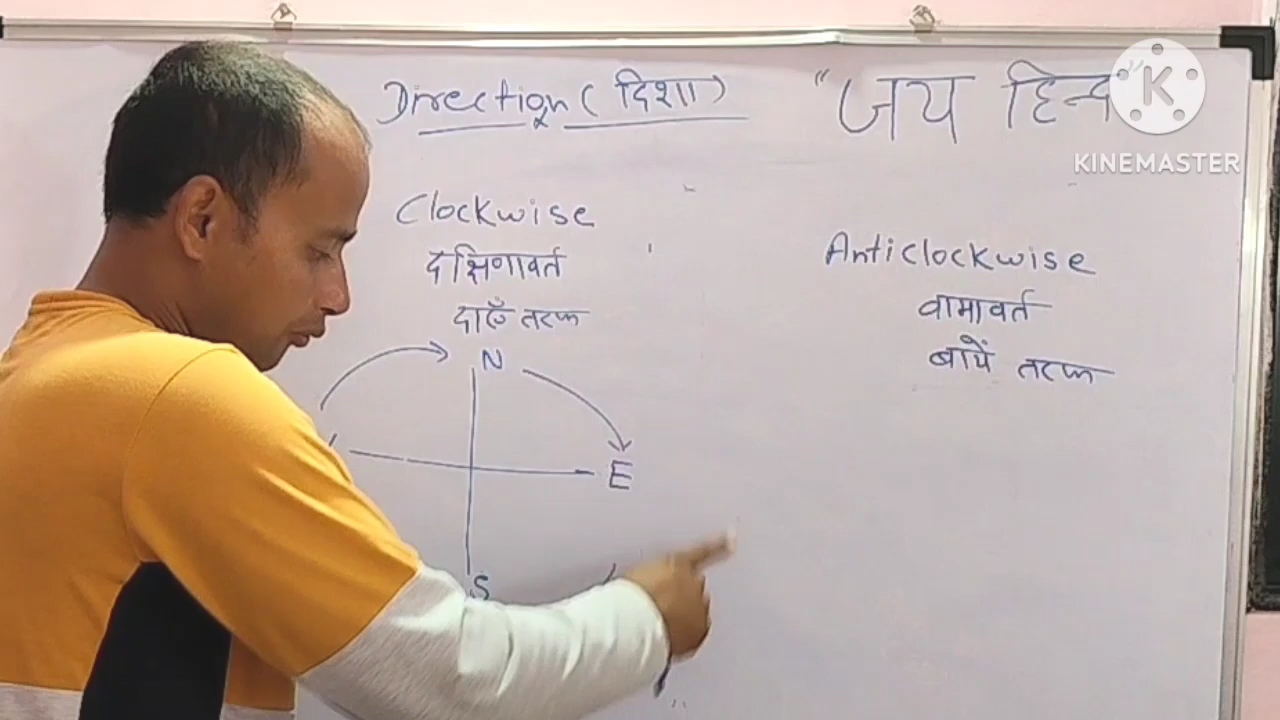 Direction (दिशा)
"जय हिन्द
KINEMASTER
Clockwise
दक्षिणावर्त
दाएँ तरफ
Anticlockwise
वामावर्त
बायें तरफ
N
E
S